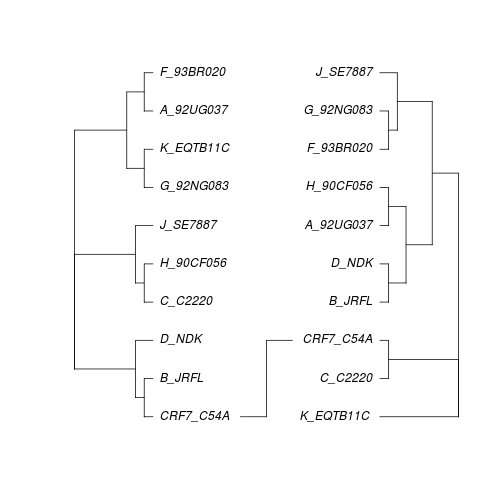 F_93BR020
A_92UG037
K_EQTB11C
G_92NG083
J_SE7887
H_90CF056
C_C2220
D_NDK
B_JRFL
CRF7_C54A
J_SE7887
G_92NG083
F_93BR020
H_90CF056
A_92UG037
D_NDK
B_JRFL
CRF7_C54A
C_C2220
K_EQTB11C